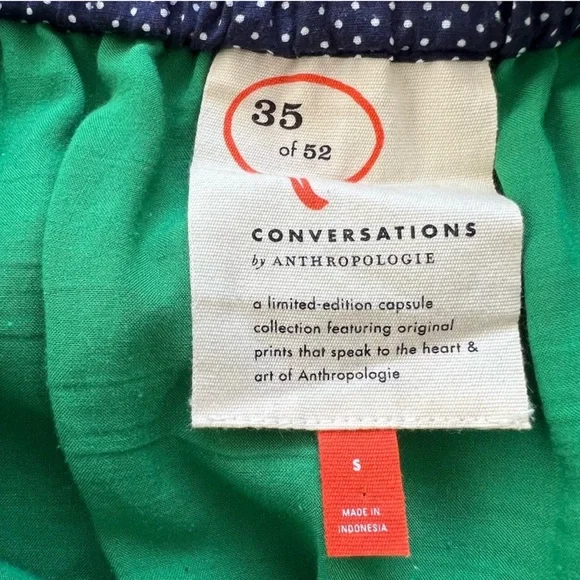 35
of 52
CONVERSATIONS
by ANTHROPOLOGIE
a limited-edition capsule
collection featuring original
prints that speak to the heart &
art of Anthropologie
S
MADE IN
INDONESIA